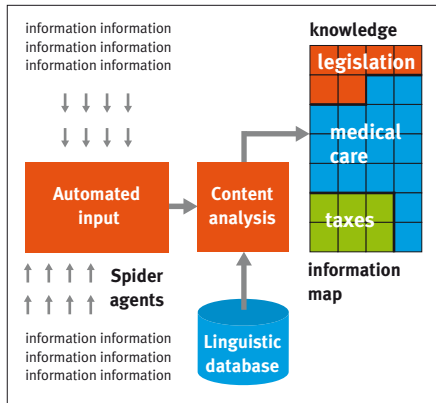 information information
information information
information information
knowledge
legislation
medical
care
taxes
information
map
Automated
input
Content
analysis
Spider
agents
Linguistic
database
information information
information information
information information